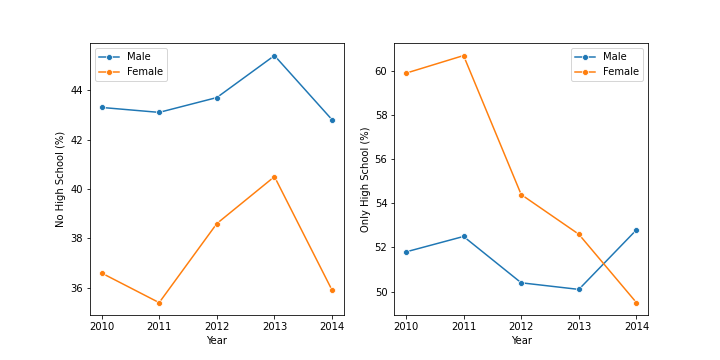 Male
Female
No High School (%)
44
42
40
38
36
2010 2011 2012 2013 2014
Year
Male
Female
Only High School (%)
60
58
56
54
52
50
2010 2011 2012 2013 2014
Year